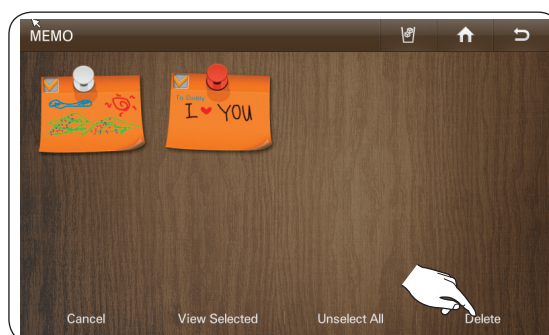 MEMO
To Daddy
I ♥ YOU
Cancel View Selected Unselect All Delete